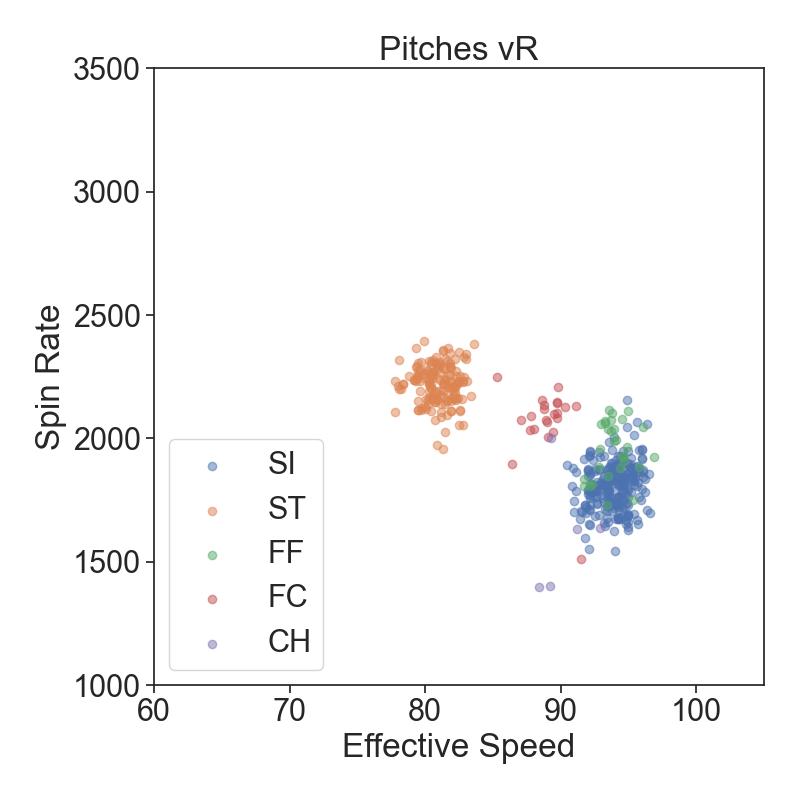 Pitches vR
3500
3000
2500
2000
1500
1000
Spin Rate
SI
ST
FF
FC
CH
60 70 80 90 100
Effective Speed